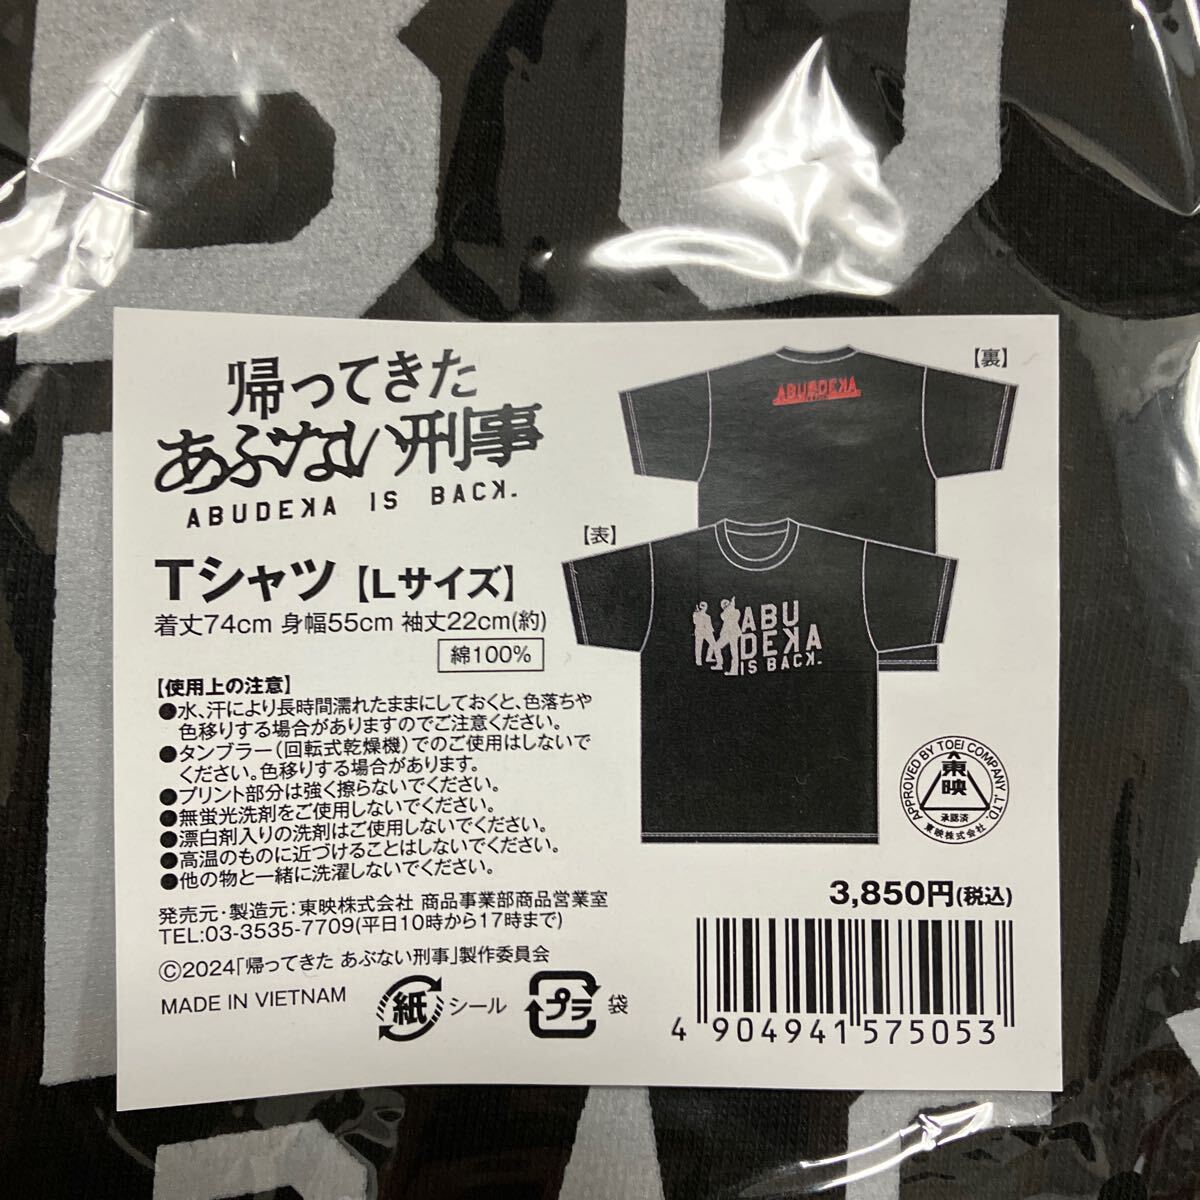 BU
帰ってきた
あぶない刑事
ABUDEKA IS BACK.
Tシャツ【Lサイズ】
着丈74cm 身幅55cm 袖丈22cm(約)
綿100%
【使用上の注意】
●水、汗により長時間濡れたままにしておくと、色落ちや
色移りする場合がありますのでご注意ください。
●タンブラー(回転式乾燥機)でのご使用はしないで
ください。色移りする場合があります。
●プリント部分は強く擦らないでください。
●無蛍光洗剤をご使用しないでください。
●漂白剤入りの洗剤はご使用しないでください。
●高温のものに近づけることはしないでください。
●他の物と一緒に洗濯しないでください。
発売元・製造元：東映株式会社 商品事業部商品営業室
TEL:03-3535-7709(平日10時から17時まで)
©2024「帰ってきた あぶない刑事」製作委員会
MADE IN VIETNAM
紙 シール
プラ 袋
【裏】
ABUDEKA
【表】
ABU
DEKA
IS BACK.
APPROVED BY TOEI COMPANY, LTD.
東映
承認済
東映株式会社
3,850円(税込)
4 904941 575053